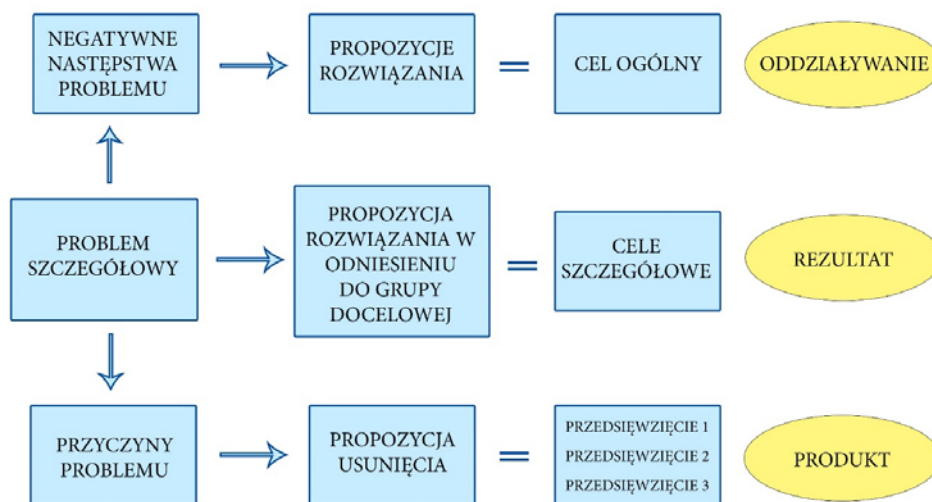 NEGATYWNE
NASTĘPSTWA
PROBLEMU
PROPOZYCJE
ROZWIĄZANIA
=
CEL OGÓLNY
ODDZIAŁYWANIE
PROBLEM
SZCZEGÓŁOWY
PROPOZYCJA
ROZWIĄZANIA W
ODNIESIENIU
DO GRUPY
DOCELOWEJ
=
CELE
SZCZEGÓŁOWE
REZULTAT
PRZYCZYNY
PROBLEMU
PROPOZYCJA
USUNIĘCIA
=
PRZEDSIĘWZIĘCIE 1
PRZEDSIĘWZIĘCIE 2
PRZEDSIĘWZIĘCIE 3
PRODUKT